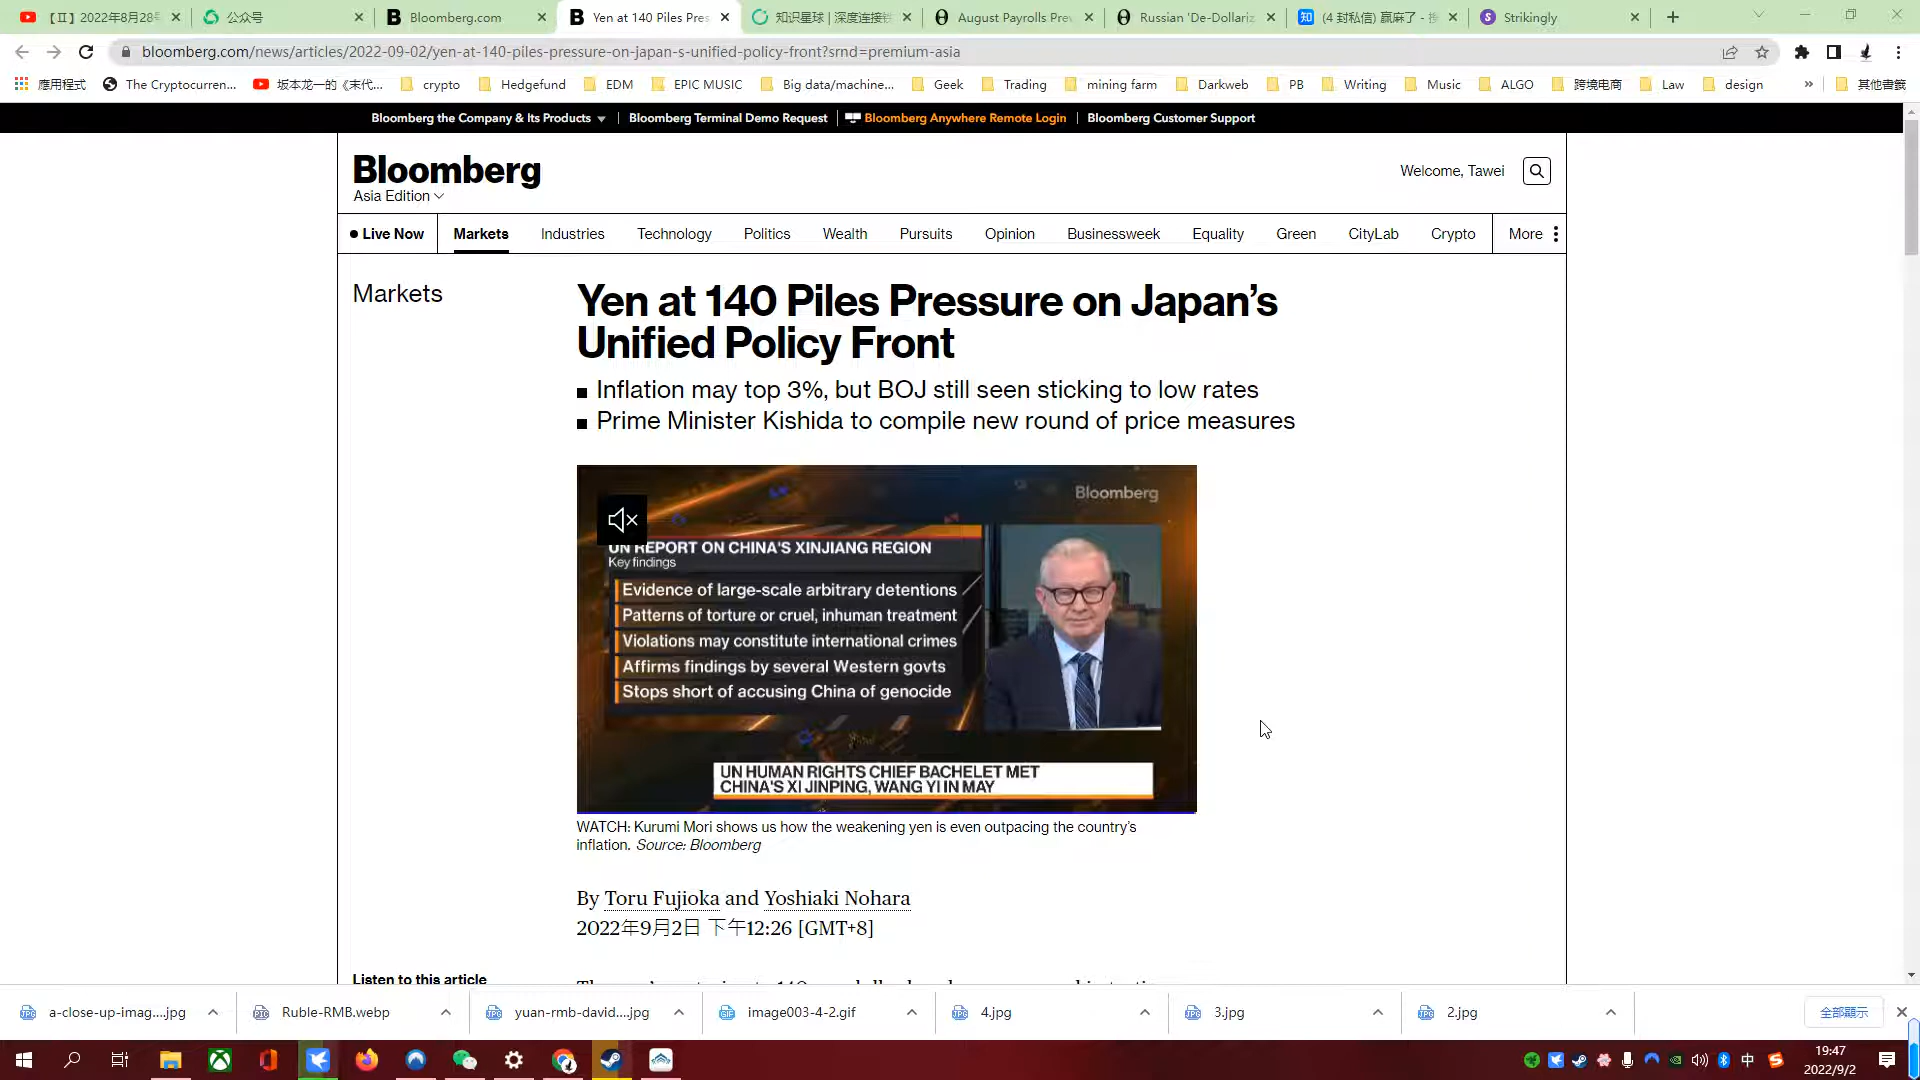 【Ⅱ】2022年8月28
公众号
Bloomberg.com
Yen at 140 Piles Pres
知识星球 | 深度连接铁
August Payrolls Prev
Russian 'De-Dollariz
(4 封私信) 赢麻了 -
Strikingly
bloomberg.com/news/articles/2022-09-02/yen-at-140-piles-pressure-on-japan-s-unified-policy-front?srnd=premium-asia
應用程式
The Cryptocurren...
坂本龙一的《末代...
crypto
Hedgefund
EDM
EPIC MUSIC
Big data/machine...
Geek
Trading
mining farm
Darkweb
PB
Writing
Music
ALGO
跨境电商
Law
design
»
其他書籤
Bloomberg the Company & Its Products
Bloomberg Terminal Demo Request
Bloomberg Anywhere Remote Login
Bloomberg Customer Support
Bloomberg
Asia Edition
Welcome, Tawei
Live Now
Markets
Industries
Technology
Politics
Wealth
Pursuits
Opinion
Businessweek
Equality
Green
CityLab
Crypto
More
Markets
Yen at 140 Piles Pressure on Japan’s
Unified Policy Front
Inflation may top 3%, but BOJ still seen sticking to low rates
Prime Minister Kishida to compile new round of price measures
Bloomberg
UN REPORT ON CHINA'S XINJIANG REGION
Key findings
Evidence of large-scale arbitrary detentions
Patterns of torture or cruel, inhuman treatment
Violations may constitute international crimes
Affirms findings by several Western govts
Stops short of accusing China of genocide
UN HUMAN RIGHTS CHIEF BACHELET MET
CHINA'S XI JINPING, WANG YI IN MAY
WATCH: Kurumi Mori shows us how the weakening yen is even outpacing the country’s
inflation. Source: Bloomberg
By Toru Fujioka and Yoshiaki Nohara
2022年9月2日 下午12:26 [GMT+8]
Listen to this article
a-close-up-imag....jpg
Ruble-RMB.webp
yuan-rmb-david....jpg
image003-4-2.gif
4.jpg
3.jpg
2.jpg
全部顯示
中
19:47
2022/9/2